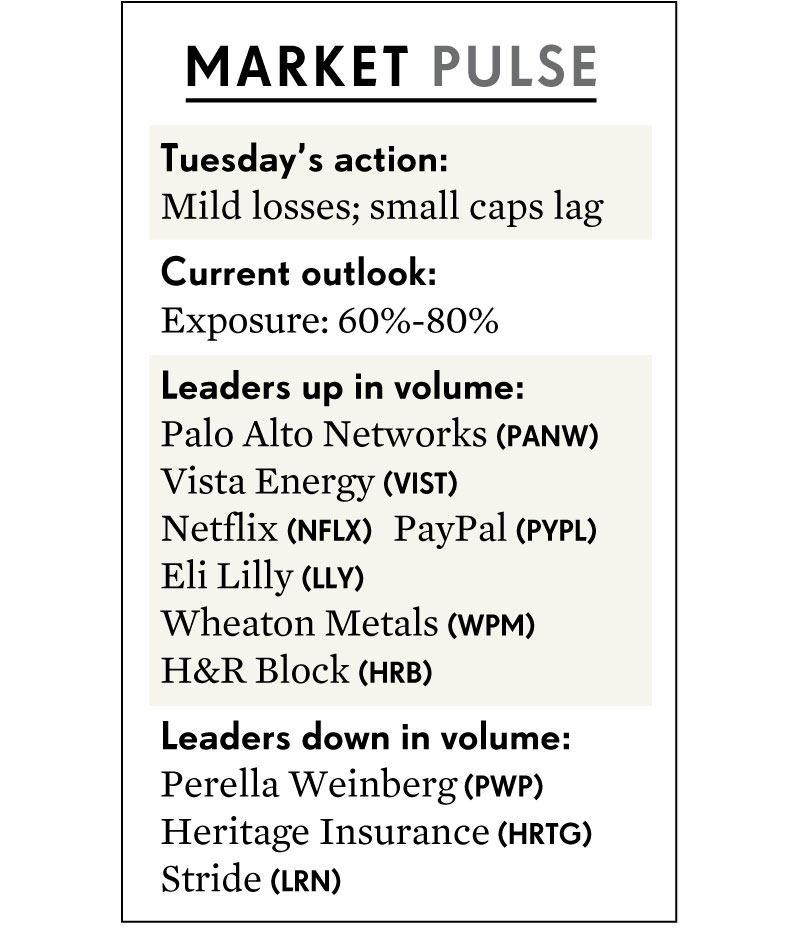 MARKET PULSE
Tuesday’s action:
Mild losses; small caps lag
Current outlook:
Exposure: 60%-80%
Leaders up in volume:
Palo Alto Networks (PANW)
Vista Energy (VIST)
Netflix (NFLX) PayPal (PYPL)
Eli Lilly (LLY)
Wheaton Metals (WPM)
H&R Block (HRB)
Leaders down in volume:
Perella Weinberg (PWP)
Heritage Insurance (HRTG)
Stride (LRN)